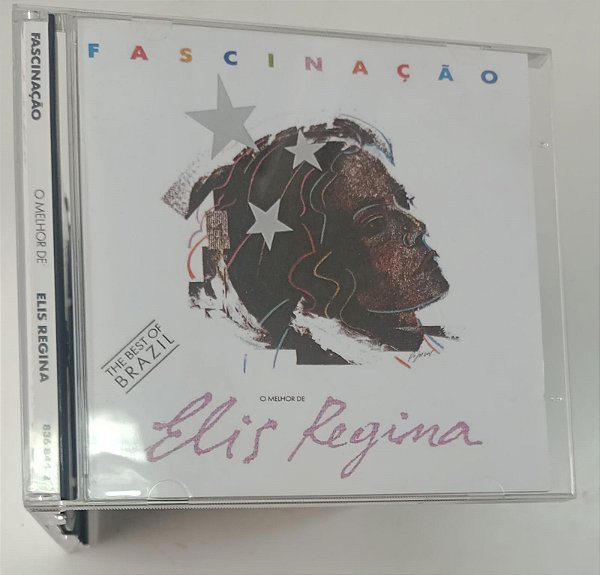 FASCINAÇÃO
THE BEST OF
BRAZIL
O MELHOR DE
Elis Regina
FASCINAÇÃO O MELHOR DE ELIS REGINA